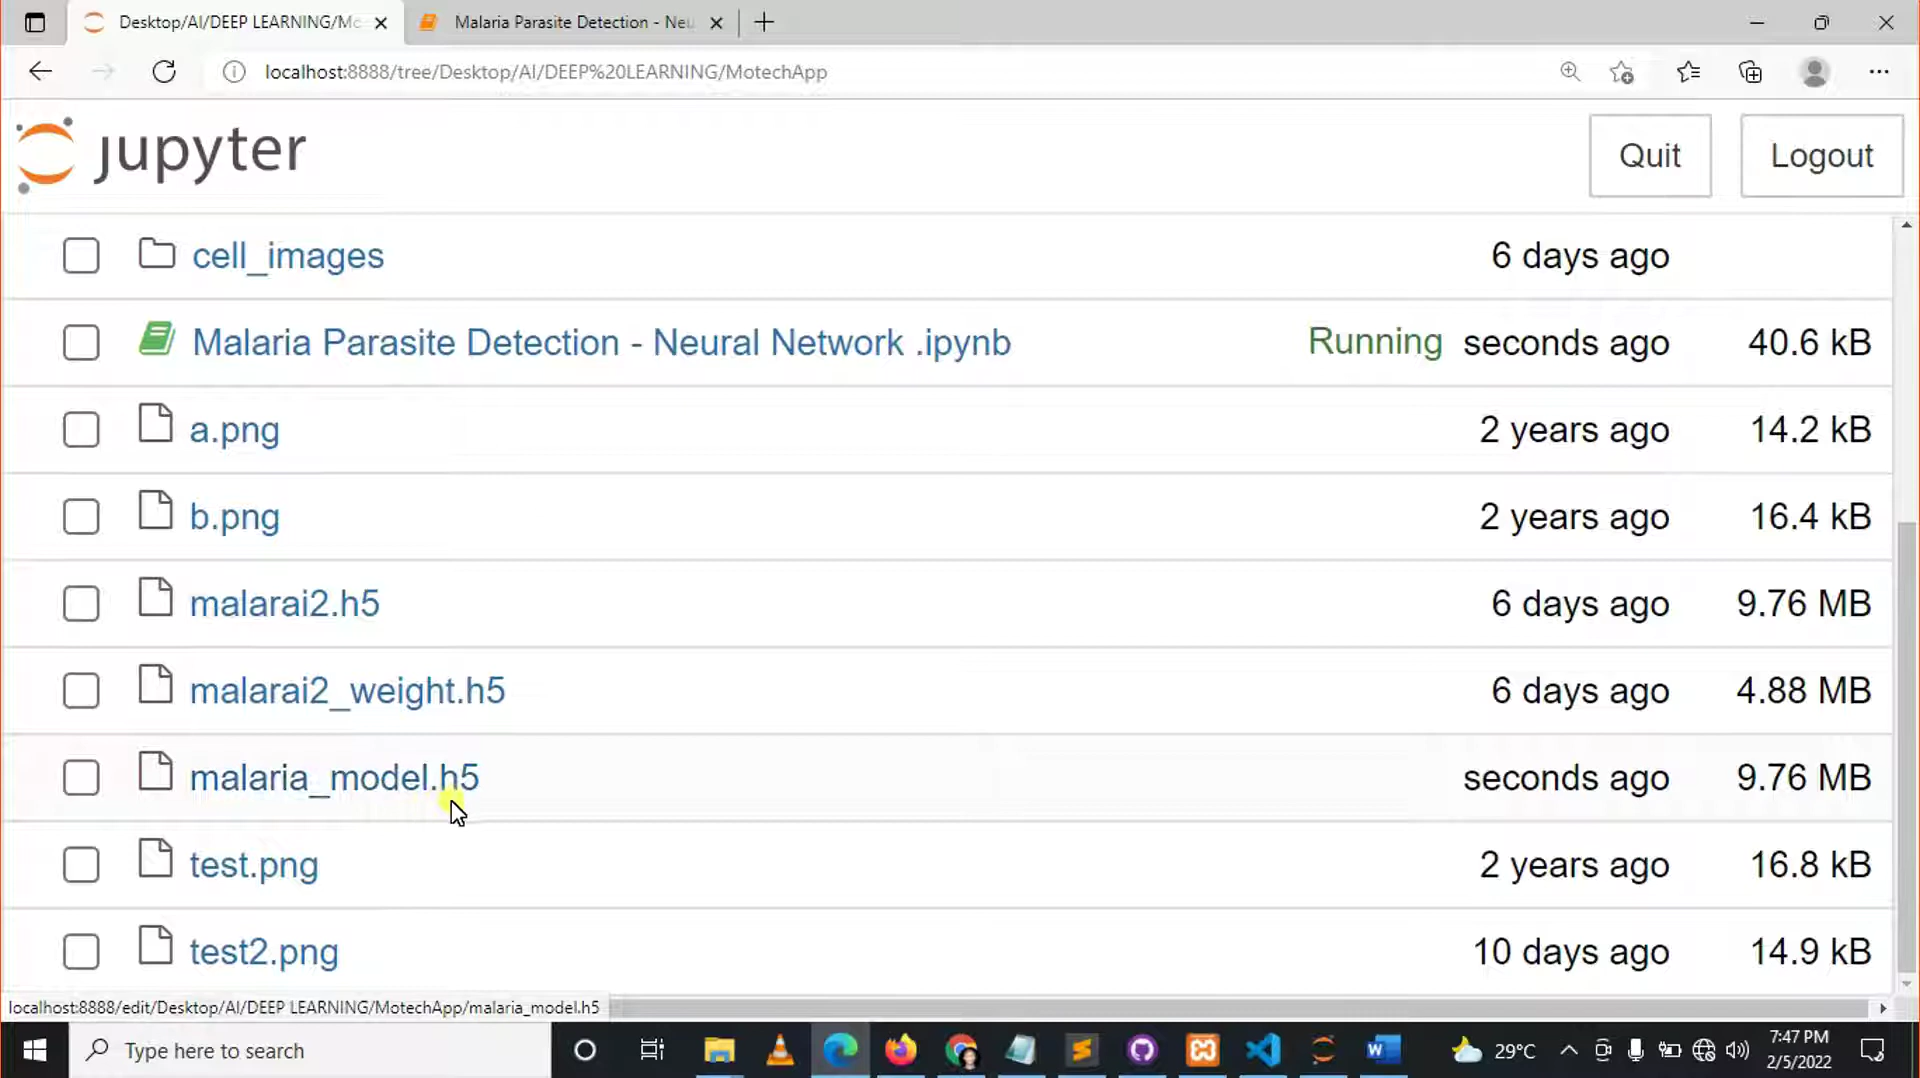 Desktop/AI/DEEP LEARNING/Mo
Malaria Parasite Detection - Neu
localhost:8888/tree/Desktop/AI/DEEP%20LEARNING/MotechApp
jupyter
Quit
Logout
cell_images 6 days ago
Malaria Parasite Detection - Neural Network .ipynb Running seconds ago 40.6 kB
a.png 2 years ago 14.2 kB
b.png 2 years ago 16.4 kB
malarai2.h5 6 days ago 9.76 MB
malarai2_weight.h5 6 days ago 4.88 MB
malaria_model.h5 seconds ago 9.76 MB
test.png 2 years ago 16.8 kB
test2.png 10 days ago 14.9 kB
localhost:8888/edit/Desktop/AI/DEEP LEARNING/MotechApp/malaria_model.h5
Type here to search
29°C
7:47 PM
2/5/2022